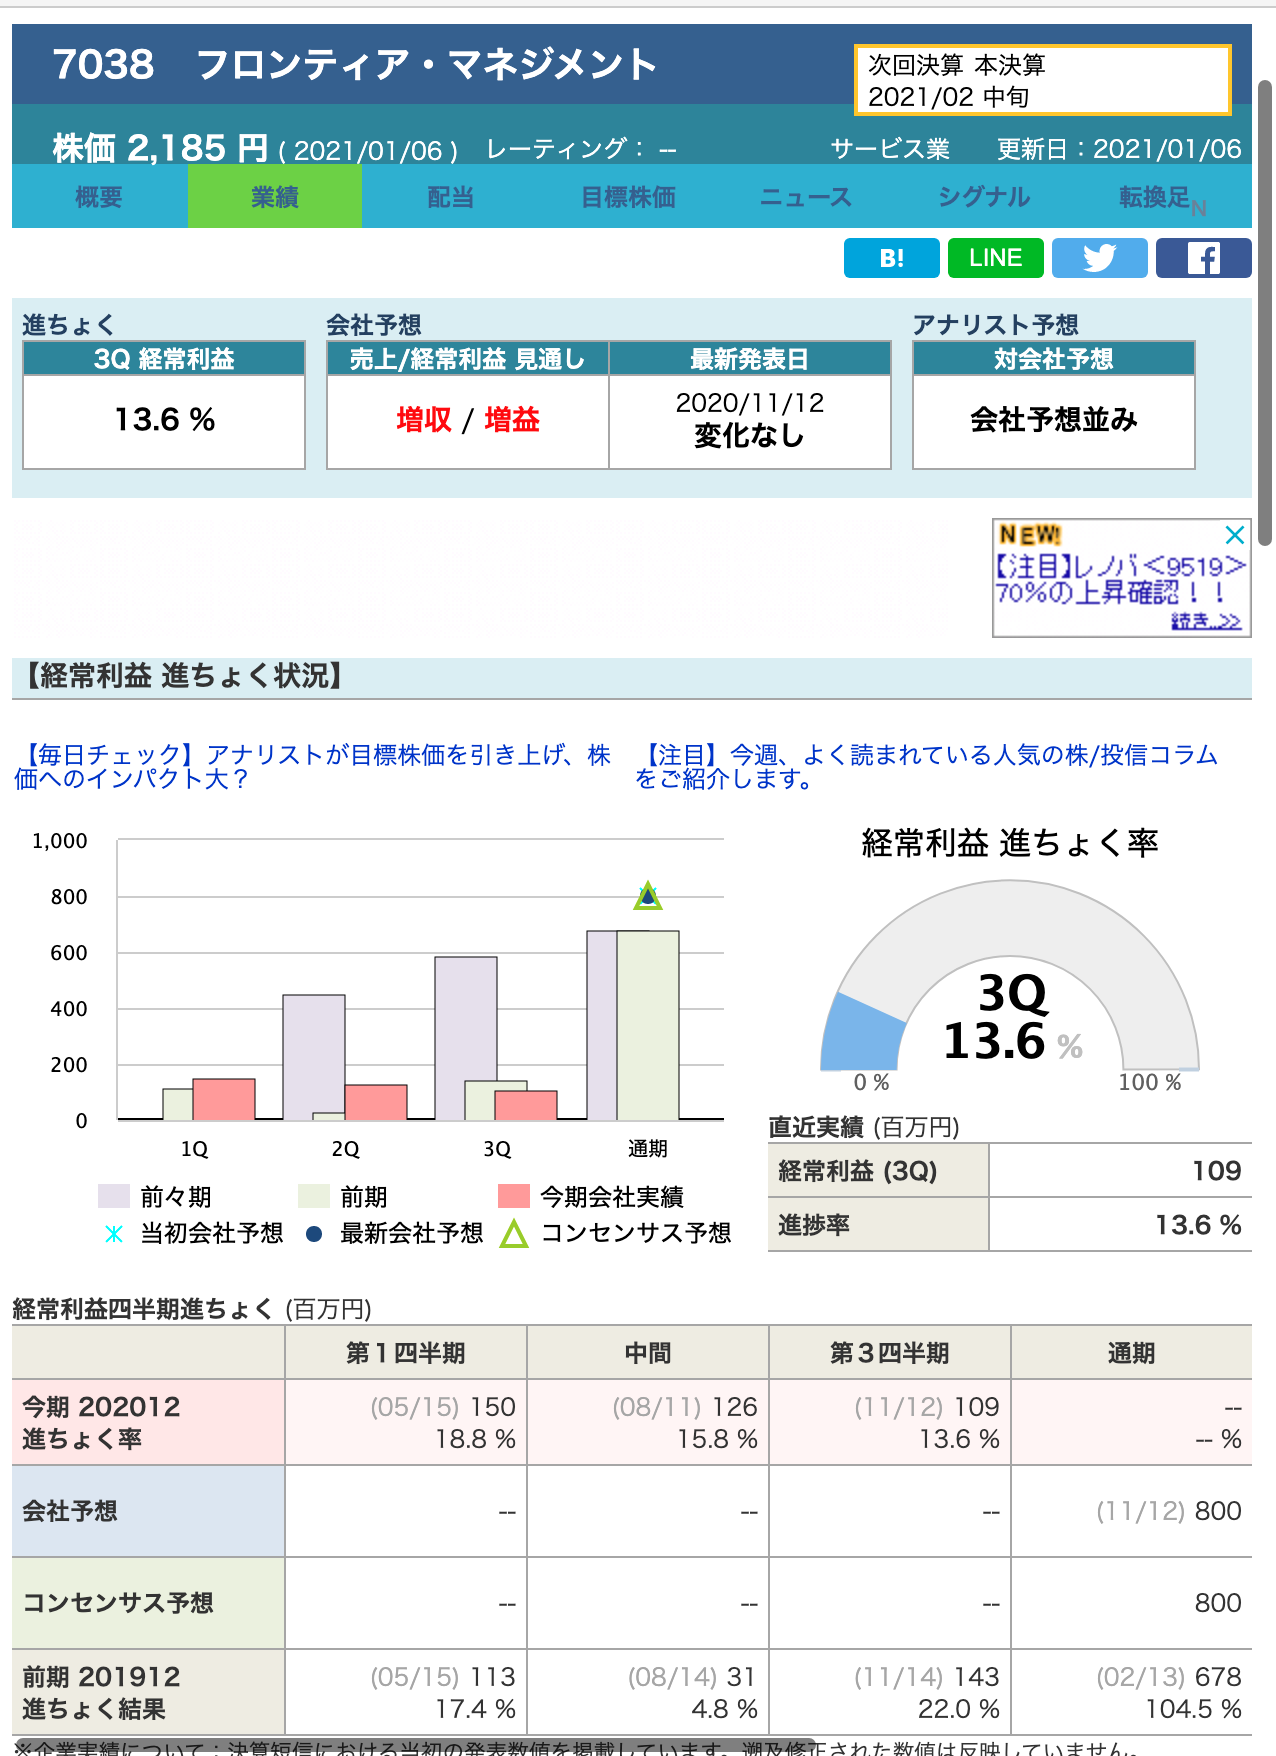 7038　フロンティア・マネジメント
次回決算 本決算
2021/02 中旬
株価 2,185 円 ( 2021/01/06 )　レーティング： --　サービス業　更新日：2021/01/06
概要　業績　配当　目標株価　ニュース　シグナル　転換足N
B!　LINE
進ちょく　会社予想　アナリスト予想
3Q 経常利益　売上/経常利益 見通し　最新発表日　対会社予想
13.6 %　増収 / 増益　2020/11/12　会社予想並み
変化なし
NEW!
【注目】レノバ<9519>
70%の上昇確認！！
続き..>>
【経常利益 進ちょく状況】
【毎日チェック】アナリストが目標株価を引き上げ、株
価へのインパクト大？
【注目】今週、よく読まれている人気の株/投信コラム
をご紹介します。
1,000
800
600
400
200
0
1Q　2Q　3Q　通期
前々期　前期　今期会社実績
当初会社予想　最新会社予想　コンセンサス予想
経常利益 進ちょく率
3Q
13.6 %
0 %　100 %
直近実績 (百万円)
経常利益 (3Q)　109
進捗率　13.6 %
経常利益四半期進ちょく (百万円)
第１四半期　中間　第３四半期　通期
今期 202012　(05/15) 150　(08/11) 126　(11/12) 109　--
進ちょく率　18.8 %　15.8 %　13.6 %　-- %
会社予想　--　--　--　(11/12) 800
コンセンサス予想　--　--　--　800
前期 201912　(05/15) 113　(08/14) 31　(11/14) 143　(02/13) 678
進ちょく結果　17.4 %　4.8 %　22.0 %　104.5 %
※企業実績について：決算短信における当初の発表数値を掲載しています。遡及修正された数値は反映していません。